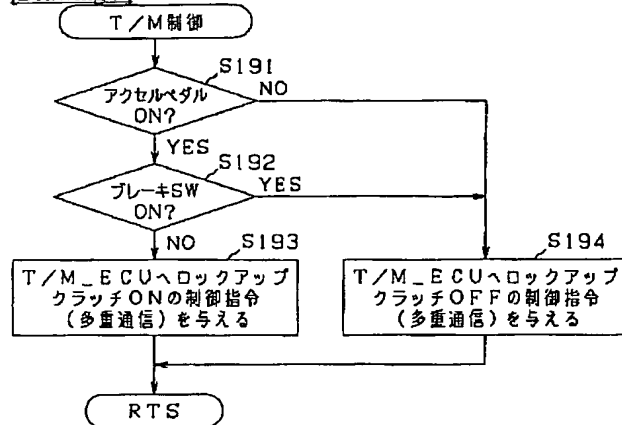 T/M制御
S191
アクセルペダル
ON?
NO
YES
S192
ブレーキSW
ON?
YES
NO
S193
T/M_ECUへロックアップ
クラッチONの制御指令
(多重通信)を与える
S194
T/M_ECUへロックアップ
クラッチOFFの制御指令
(多重通信)を与える
RTS